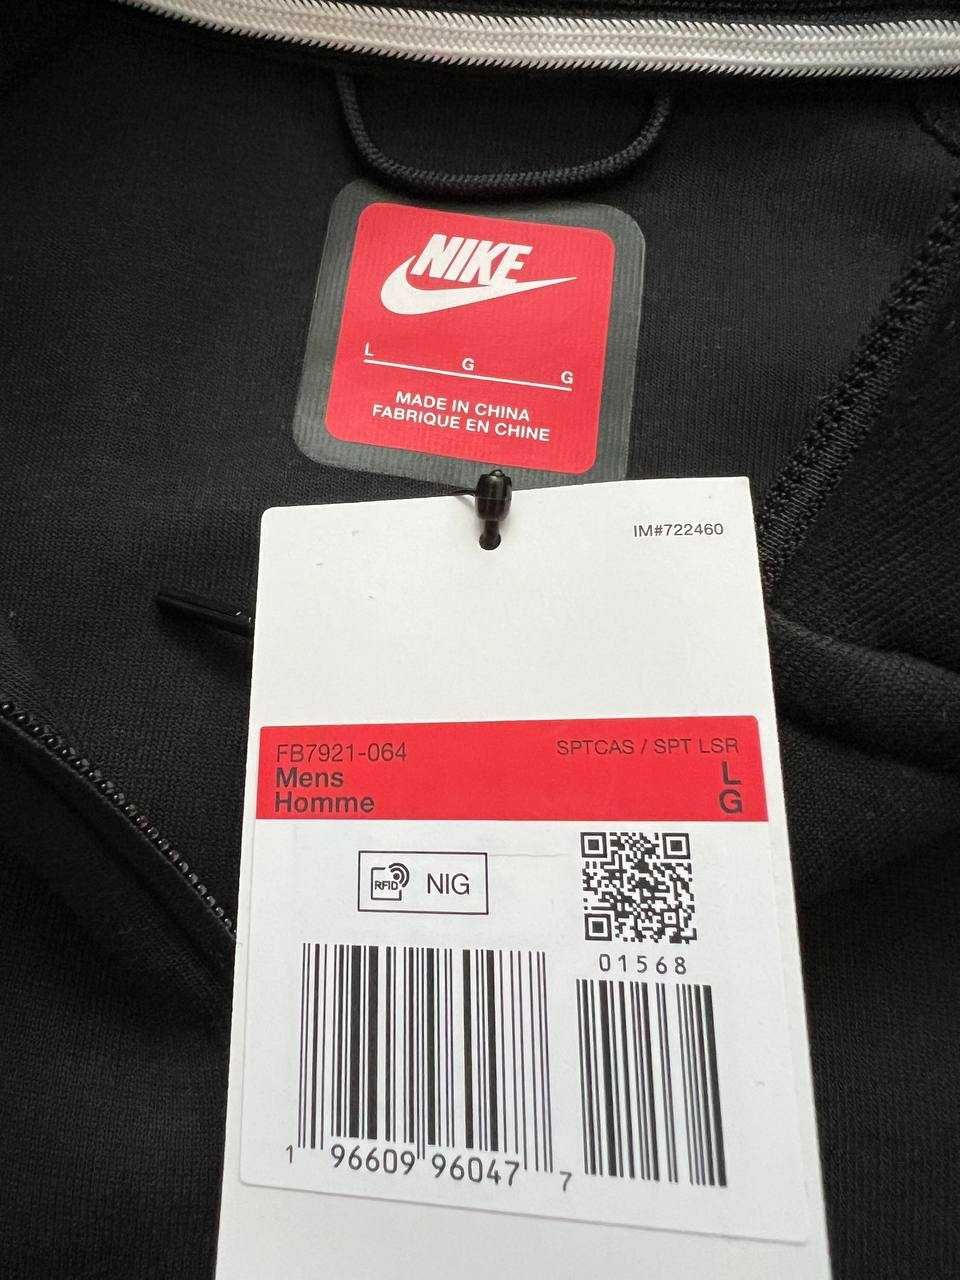 NIKE
L
G
G
MADE IN CHINA
FABRIQUE EN CHINE
IM#722460
FB7921-064
SPTCAS / SPT LSR
Mens
L
Homme
G
RFID
NIG
01568
1 96609 96047 7